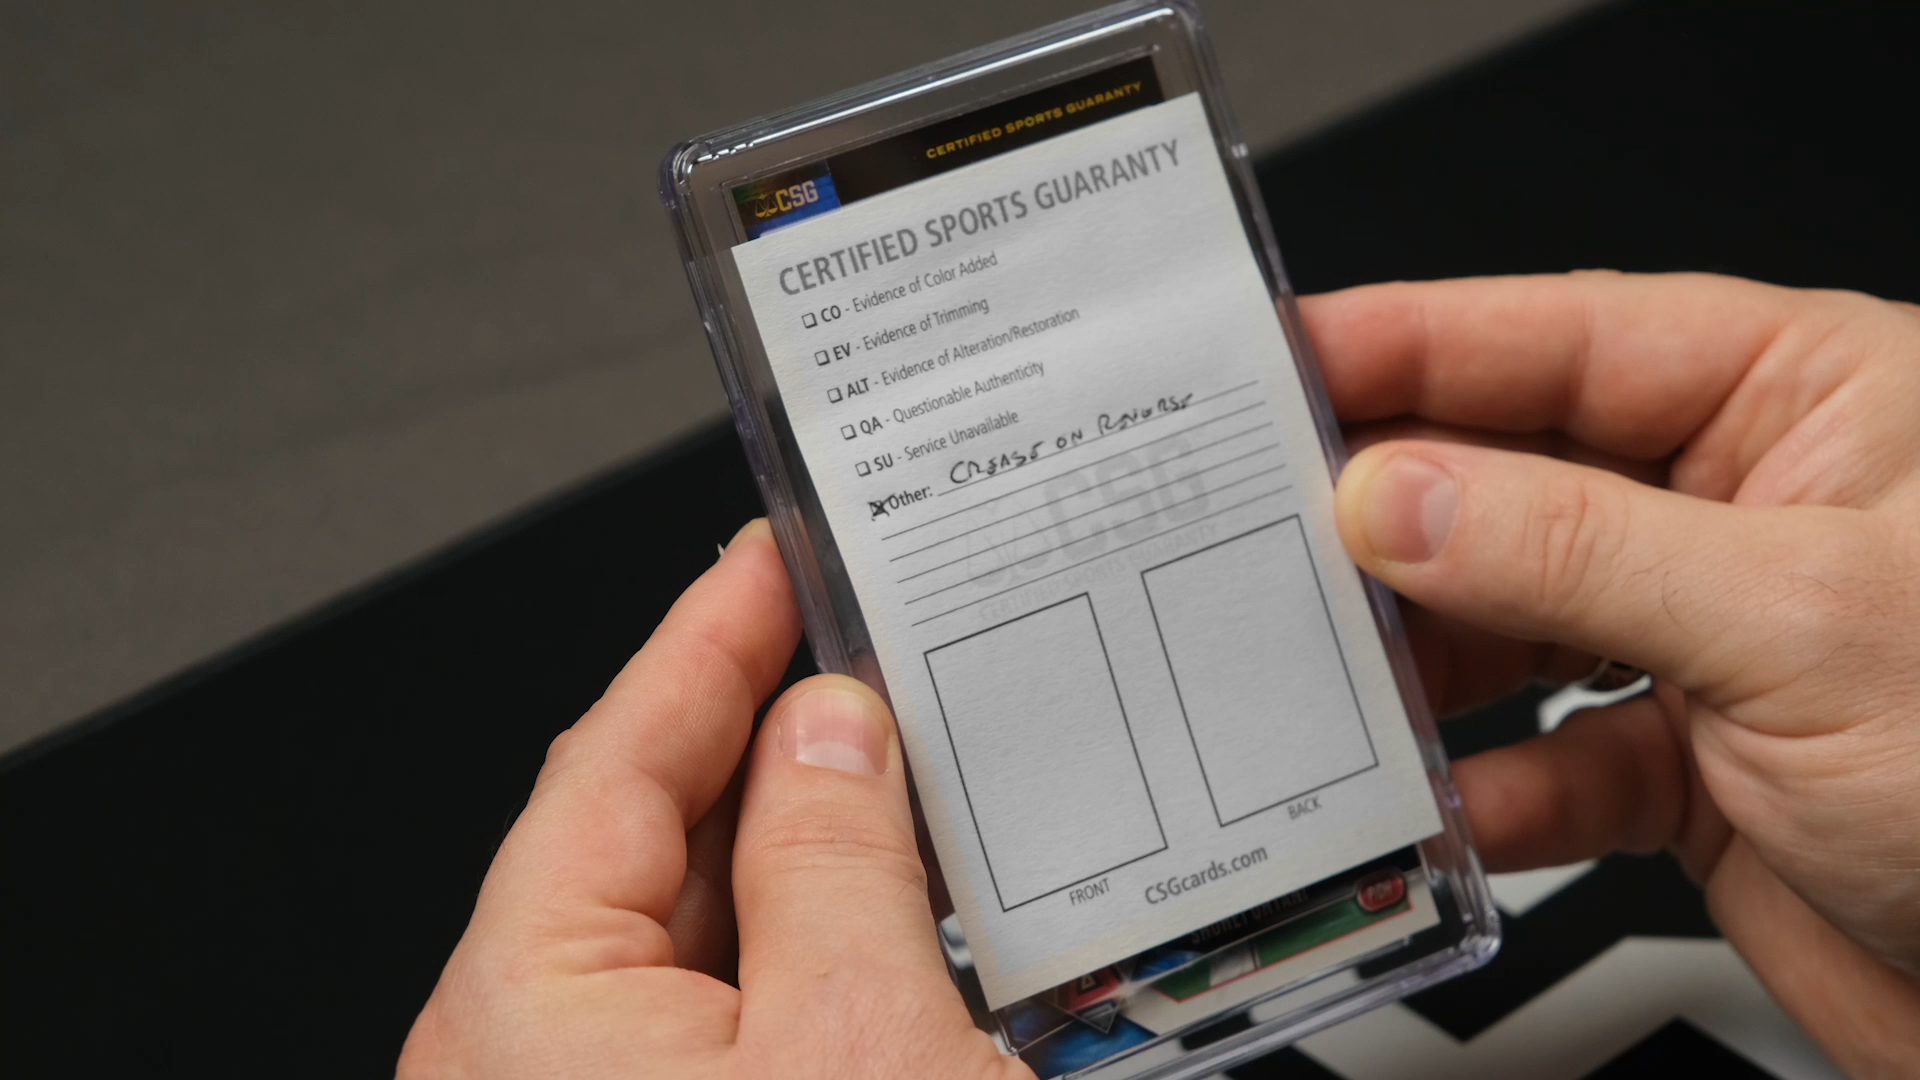 CERTIFIED SPORTS GUARANTY
CSG
CERTIFIED SPORTS GUARANTY
CO - Evidence of Color Added
EV - Evidence of Trimming
ALT - Evidence of Alteration/Restoration
QA - Questionable Authenticity
SU - Service Unavailable
Other: CREASE ON REVERSE
CSG
CERTIFIED SPORTS GUARANTY
FRONT
BACK
CSGcards.com
SHOHEI OHTANI